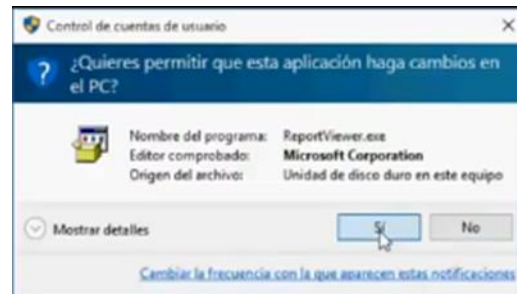 Control de cuentas de usuario
¿Quieres permitir que esta aplicación haga cambios en
el PC?
Nombre del programa: ReportViewer.exe
Editor comprobado: Microsoft Corporation
Origen del archivo: Unidad de disco duro en este equipo
Mostrar detalles
Sí
No
Cambiar la frecuencia con la que aparecen estas notificaciones